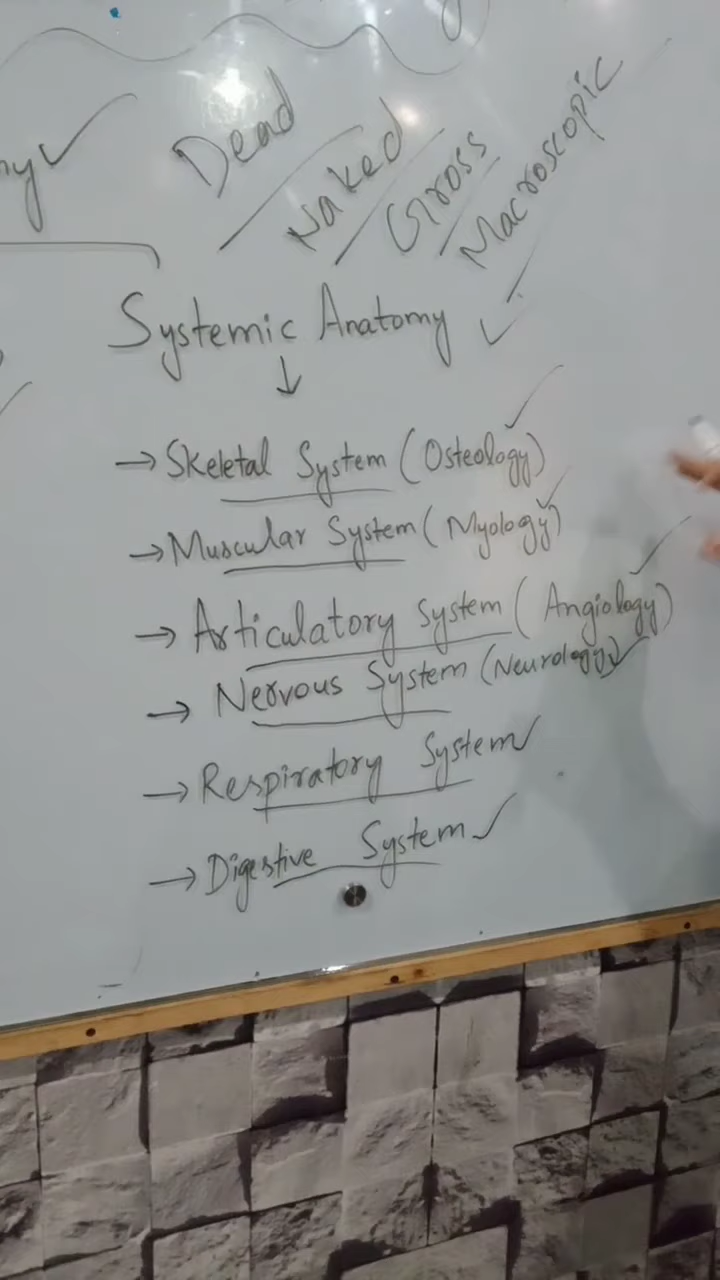 Dead
Naked
Gross
Macroscopic
Systemic Anatomy
→ Skeletal System (Osteology)
→ Muscular System (Myology)
→ Articulatory System (Angiology)
→ Nervous System (Neurology)
→ Respiratory System
→ Digestive System